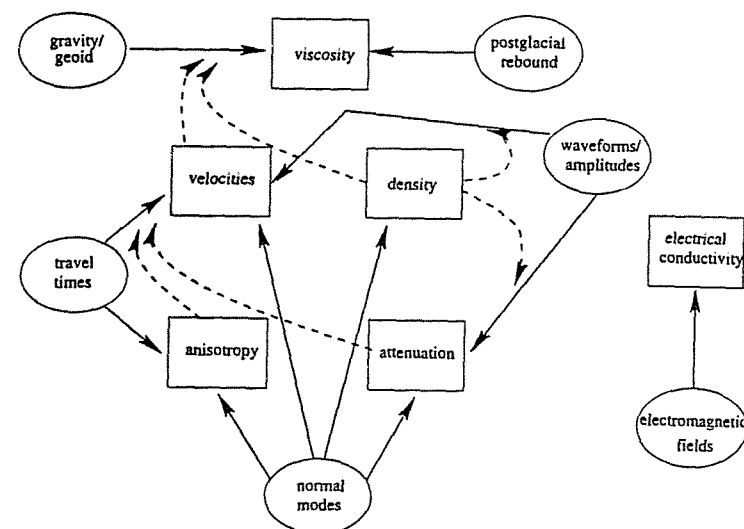 gravity/
geoid
viscosity
postglacial
rebound
waveforms/
amplitudes
velocities
density
electrical
conductivity
travel
times
anisotropy
attenuation
electromagnetic
fields
normal
modes